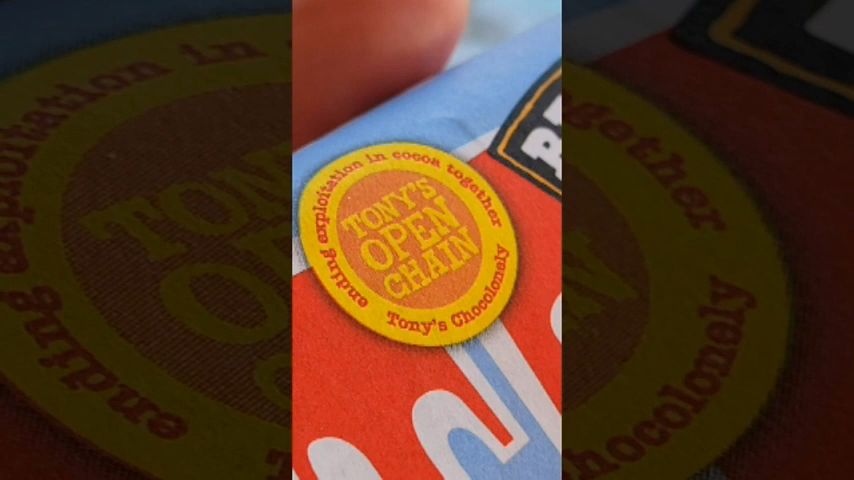 ending exploitation in cocoa together
TONY'S
OPEN
CHAIN
Tony's Chocolonely